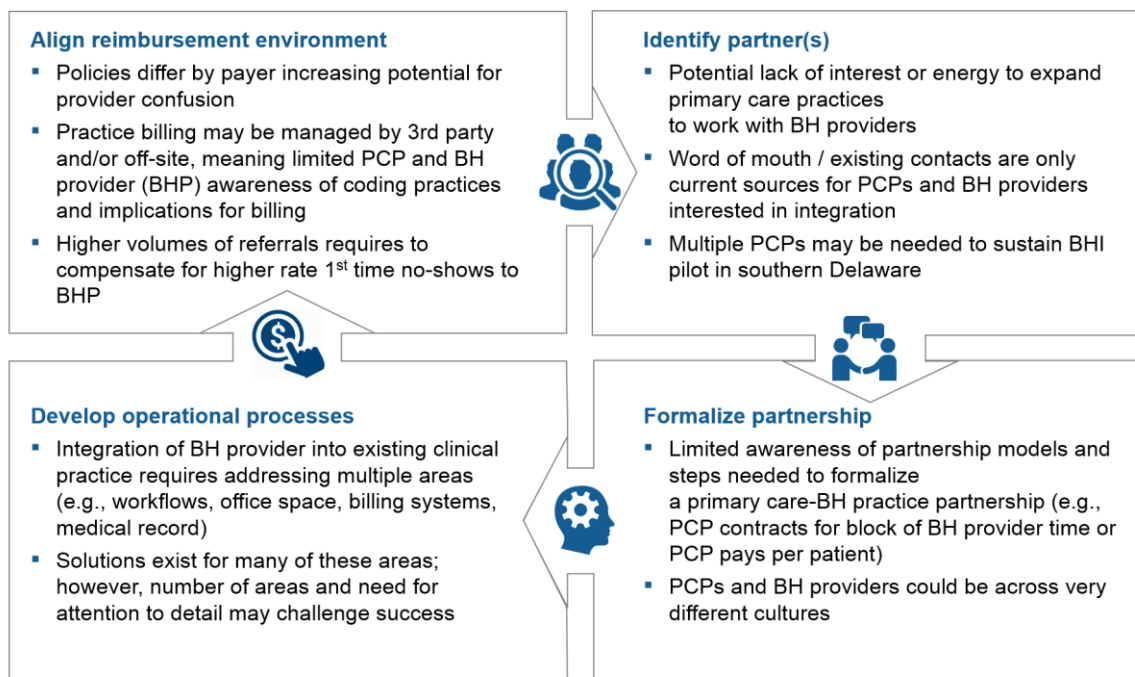 Align reimbursement environment
▪ Policies differ by payer increasing potential for
provider confusion
▪ Practice billing may be managed by 3rd party
and/or off-site, meaning limited PCP and BH
provider (BHP) awareness of coding practices
and implications for billing
▪ Higher volumes of referrals requires to
compensate for higher rate 1st time no-shows to
BHP
Identify partner(s)
▪ Potential lack of interest or energy to expand
primary care practices
to work with BH providers
▪ Word of mouth / existing contacts are only
current sources for PCPs and BH providers
interested in integration
▪ Multiple PCPs may be needed to sustain BHI
pilot in southern Delaware
$
Develop operational processes
▪ Integration of BH provider into existing clinical
practice requires addressing multiple areas
(e.g., workflows, office space, billing systems,
medical record)
▪ Solutions exist for many of these areas;
however, number of areas and need for
attention to detail may challenge success
Formalize partnership
▪ Limited awareness of partnership models and
steps needed to formalize
a primary care-BH practice partnership (e.g.,
PCP contracts for block of BH provider time or
PCP pays per patient)
▪ PCPs and BH providers could be across very
different cultures